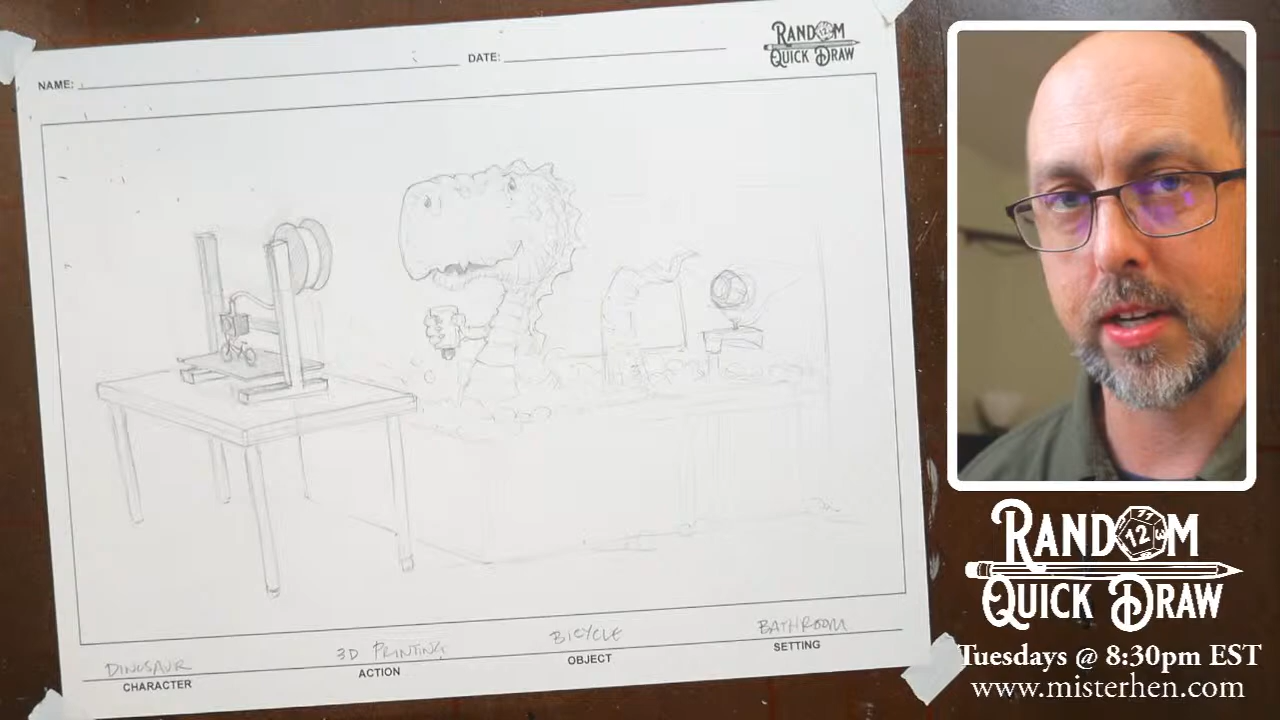 NAME:
DATE:
RANDOM
QUICK DRAW
DINOSAUR
3D PRINTING
BICYCLE
BATHROOM
CHARACTER
ACTION
OBJECT
SETTING
RANDOM
11
12
QUICK DRAW
Tuesdays @ 8:30pm EST
www.misterhen.com